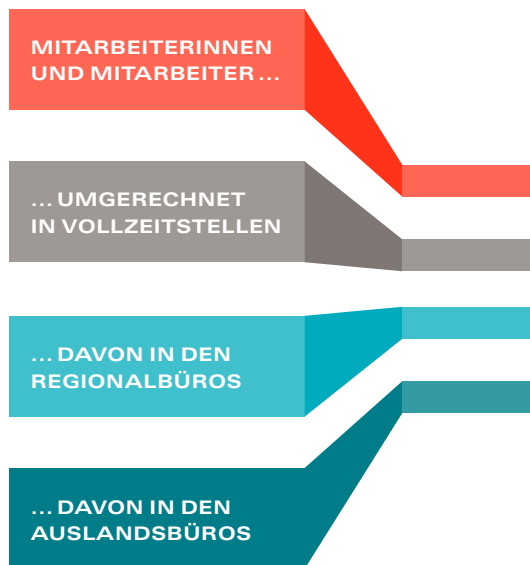 MITARBEITERINNEN
UND MITARBEITER …
… UMGERECHNET
IN VOLLZEITSTELLEN
… DAVON IN DEN
REGIONALBÜROS
… DAVON IN DEN
AUSLANDSBÜROS